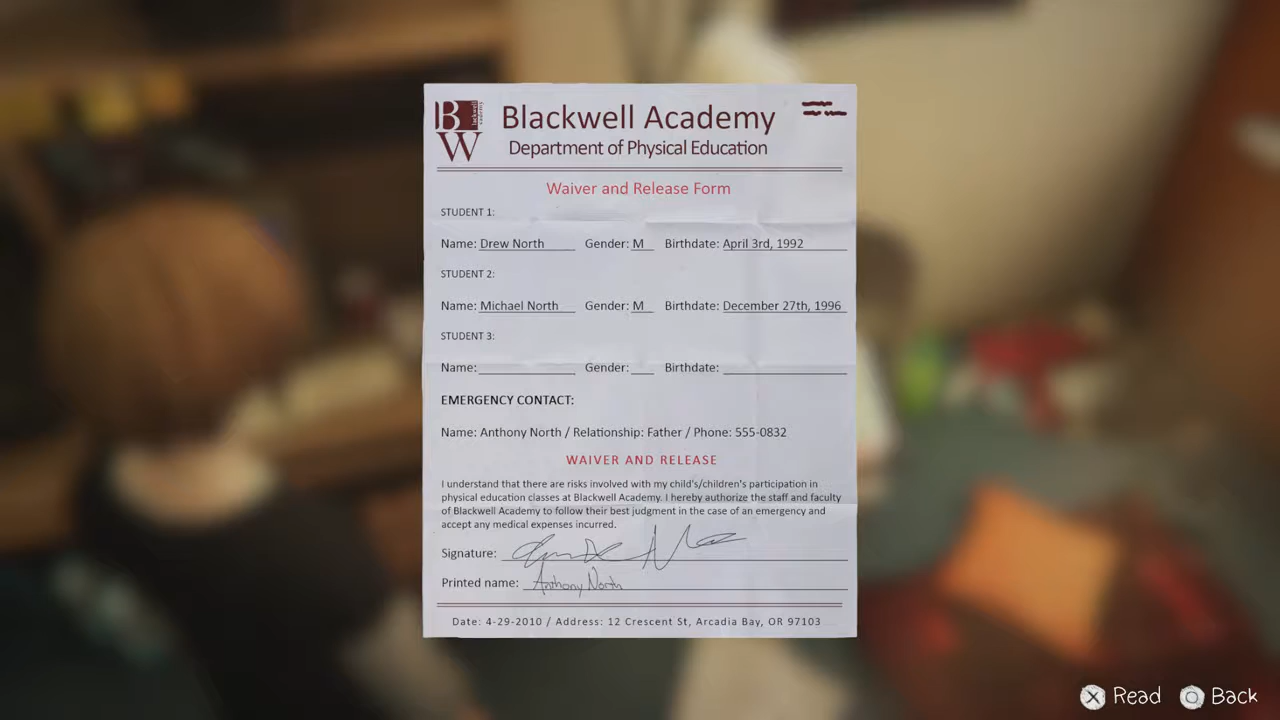 BW Blackwell Academy
Department of Physical Education
Waiver and Release Form
STUDENT 1:
Name: Drew North Gender: M Birthdate: April 3rd, 1992
STUDENT 2:
Name: Michael North Gender: M Birthdate: December 27th, 1996
STUDENT 3:
Name: Gender: Birthdate:
EMERGENCY CONTACT:
Name: Anthony North / Relationship: Father / Phone: 555-0832
WAIVER AND RELEASE
I understand that there are risks involved with my child's/children's participation in
physical education classes at Blackwell Academy. I hereby authorize the staff and faculty
of Blackwell Academy to follow their best judgment in the case of an emergency and
accept any medical expenses incurred.
Signature:
Printed name: Anthony North
Date: 4-29-2010 / Address: 12 Crescent St, Arcadia Bay, OR 97103
Read Back